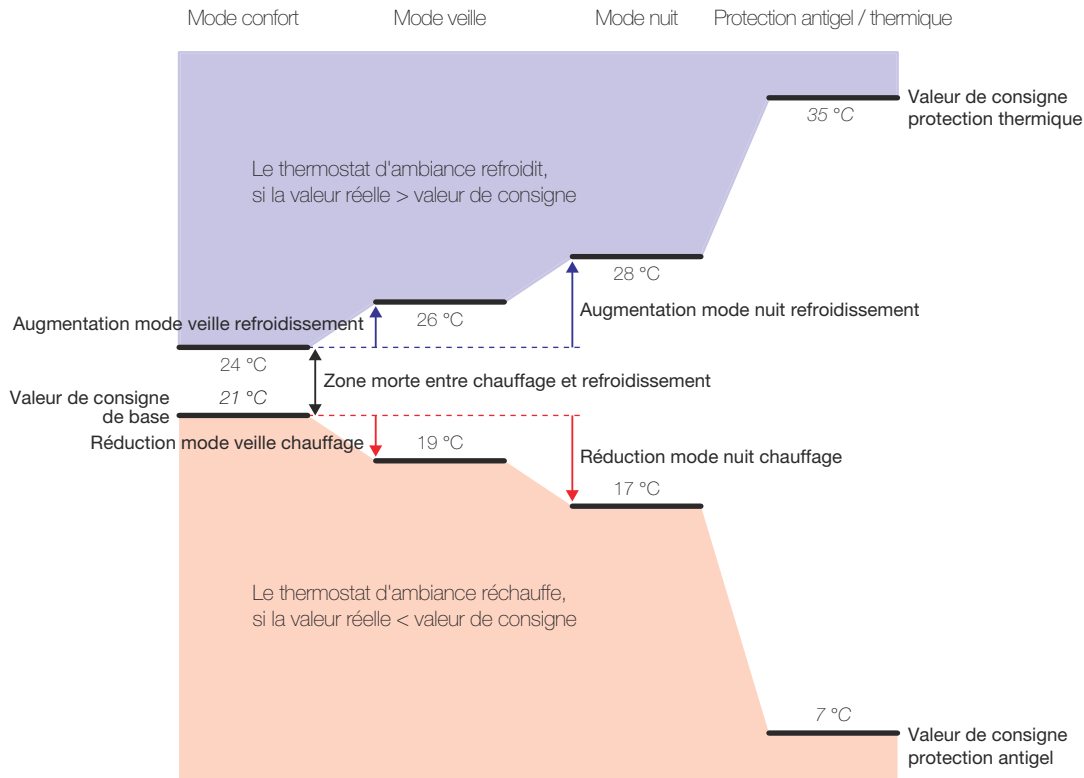 Mode confort
Mode veille
Mode nuit
Protection antigel / thermique
Valeur de consigne
protection thermique
35 °C
Le thermostat d'ambiance refroidit,
si la valeur réelle > valeur de consigne
28 °C
Augmentation mode nuit refroidissement
Augmentation mode veille refroidissement
26 °C
24 °C
Zone morte entre chauffage et refroidissement
Valeur de consigne
de base
21 °C
Réduction mode veille chauffage
19 °C
Réduction mode nuit chauffage
17 °C
Le thermostat d'ambiance réchauffe,
si la valeur réelle < valeur de consigne
7 °C
Valeur de consigne
protection antigel